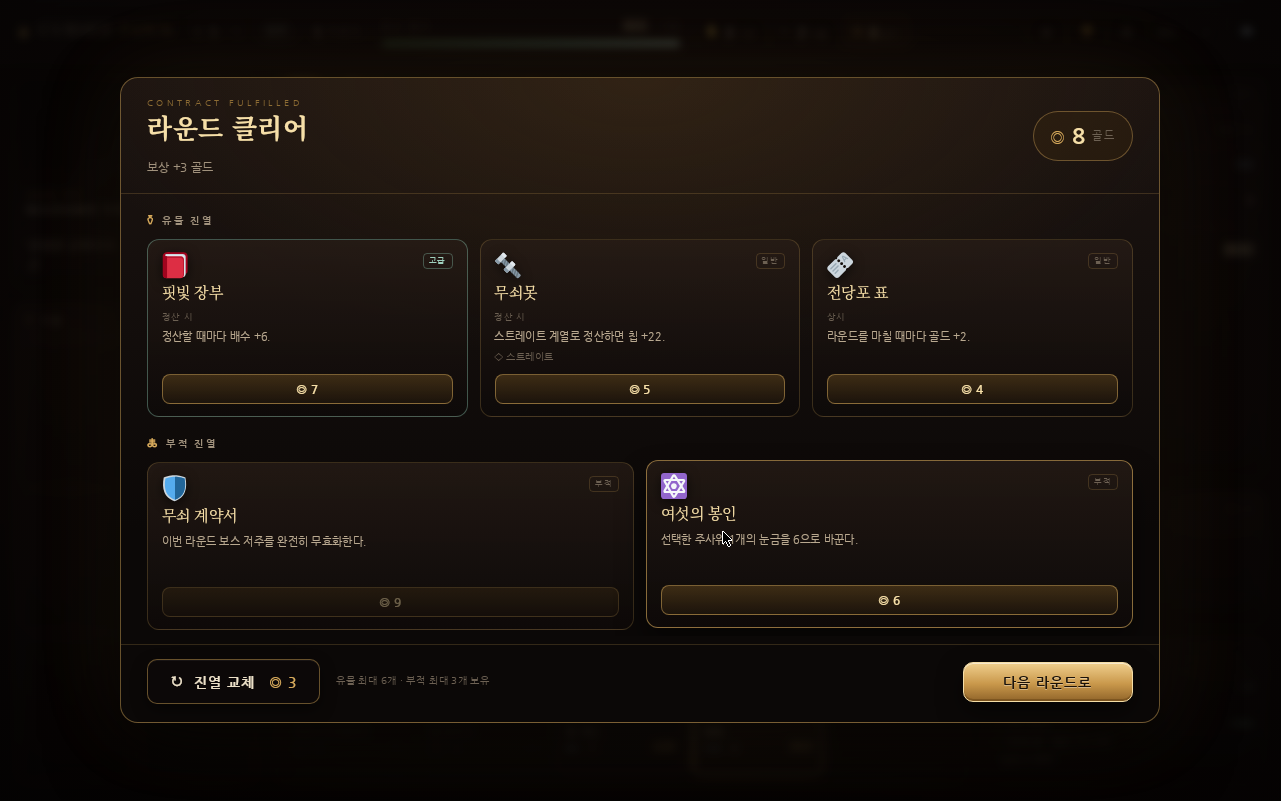 CONTRACT FULFILLED
라운드 클리어
보상 +3 골드
8 골드
유물 진열
고급
핏빛 장부
정산 시
정산할 때마다 배수 +6.
7
일반
무쇠못
정산 시
스트레이트 계열로 정산하면 칩 +22.
◇ 스트레이트
5
일반
전당포 표
상시
라운드를 마칠 때마다 골드 +2.
4
부적 진열
부적
무쇠 계약서
이번 라운드 보스 저주를 완전히 무효화한다.
9
부적
여섯의 봉인
선택한 개의 눈금을 6으로 바꾼다.
6
↻ 진열 교체 3
유물 최대 6개 · 부적 최대 3개 보유
다음 라운드로